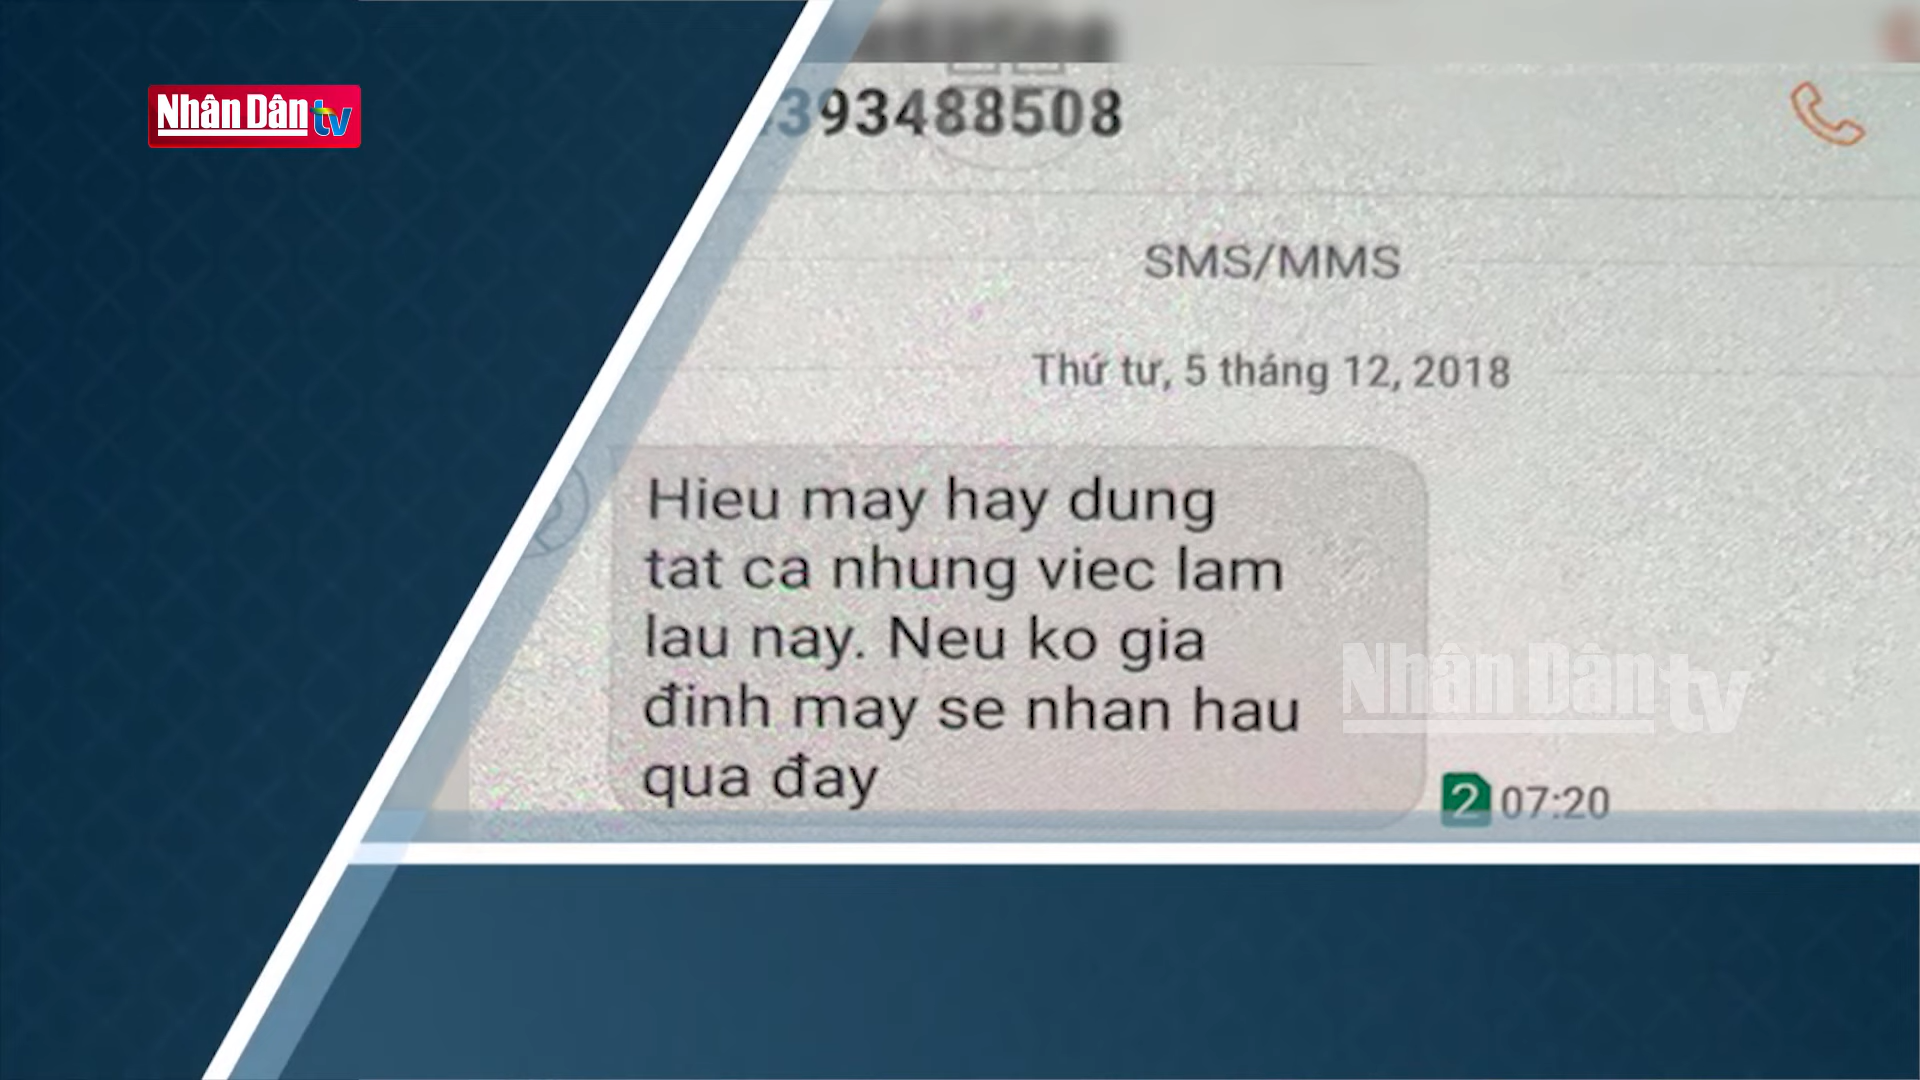 Nhân Dân tv
393488508
SMS/MMS
Thứ tư, 5 tháng 12, 2018
Hieu may hay dung
tat ca nhung viec lam
lau nay. Neu ko gia
đinh may se nhan hau
qua đay
Nhân Dân tv
2 07:20